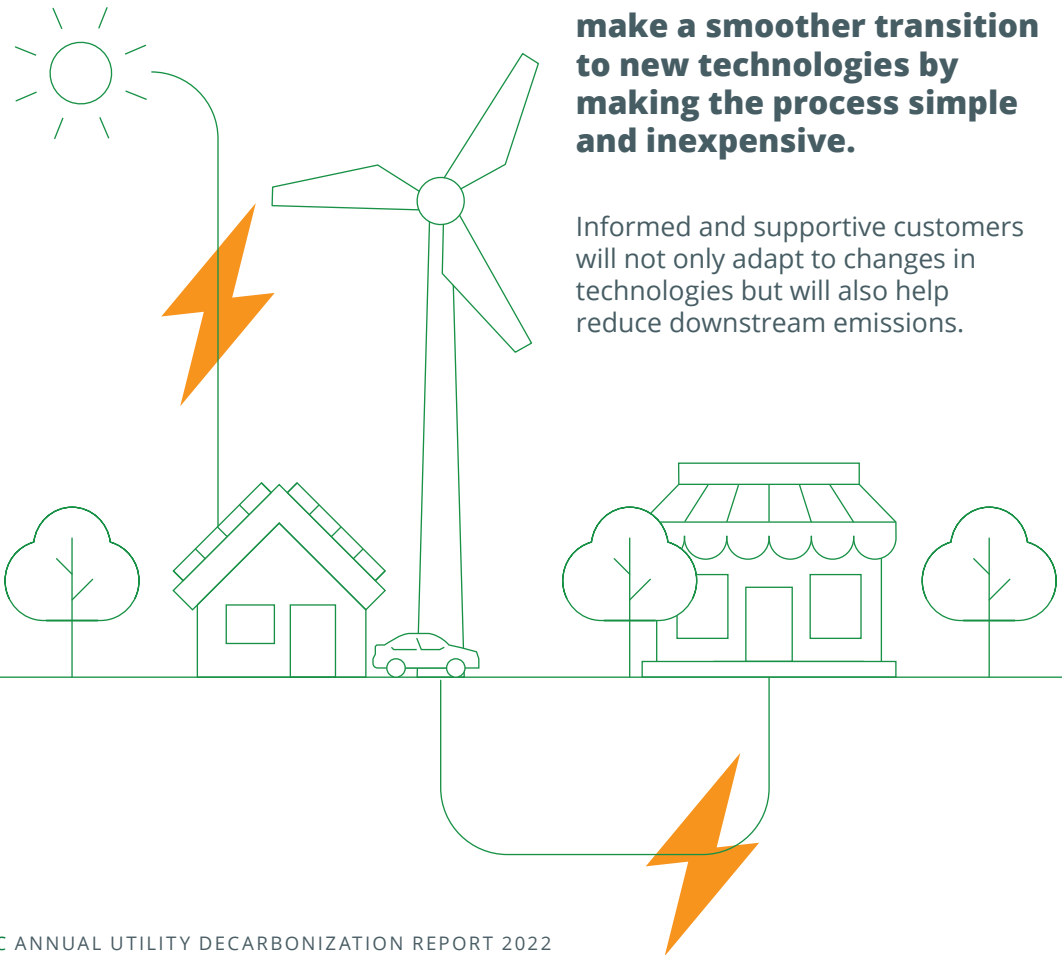 make a smoother transition
to new technologies by
making the process simple
and inexpensive.
Informed and supportive customers
will not only adapt to changes in
technologies but will also help
reduce downstream emissions.
C ANNUAL UTILITY DECARBONIZATION REPORT 2022